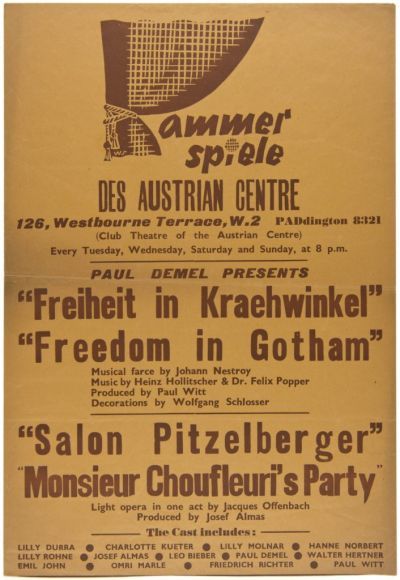 Kammer
spiele
WS
DES AUSTRIAN CENTRE
126, Westbourne Terrace, W.2 PADdington 8321
(Club Theatre of the Austrian Centre)
Every Tuesday, Wednesday, Saturday and Sunday, at 8 p.m.
PAUL DEMEL PRESENTS
"Freiheit in Kraehwinkel"
"Freedom in Gotham"
Musical farce by Johann Nestroy
Music by Heinz Hollitscher & Dr. Felix Popper
Produced by Paul Witt
Decorations by Wolfgang Schlosser
"Salon Pitzelberger"
"Monsieur Choufleuri's Party"
Light opera in one act by Jacques Offenbach
Produced by Josef Almas
The Cast includes:
LILLY DURRA ● CHARLOTTE KUETER ● LILLY MOLNAR ● HANNE NORBERT
LILLY ROHNE ● JOSEF ALMAS ● LEO BIEBER ● PAUL DEMEL ● WALTER HERTNER
EMIL JOHN ● OMRI MARLE ● FRIEDRICH RICHTER ● PAUL WITT